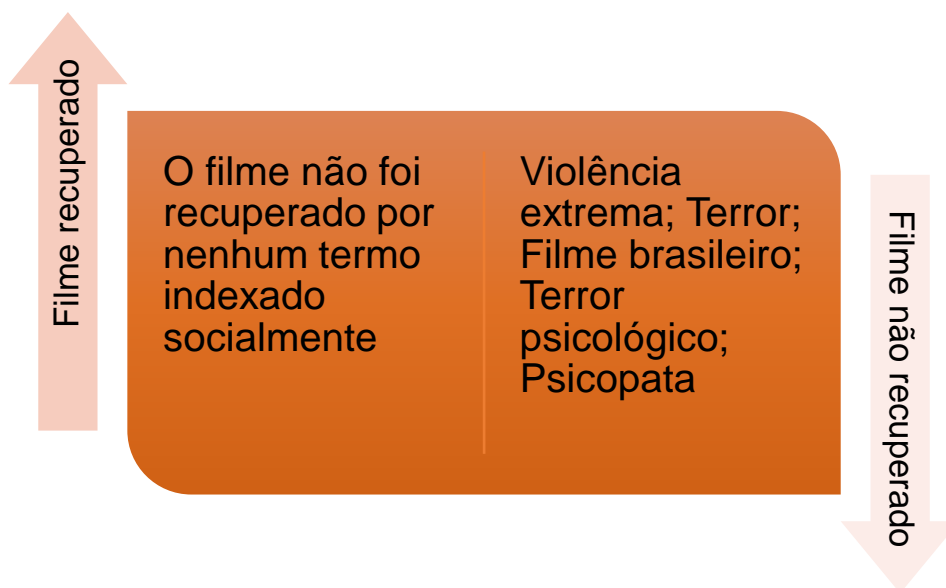 Filme recuperado
O filme não foi
recuperado por
nenhum termo
indexado
socialmente
Violência
extrema; Terror;
Filme brasileiro;
Terror
psicológico;
Psicopata
Filme não recuperado